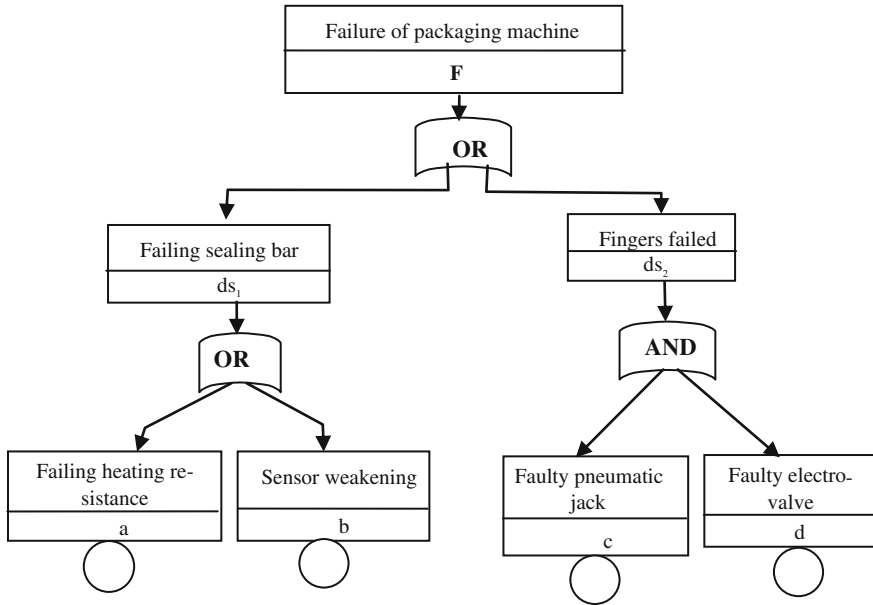 Failure of packaging machine
F
OR
Failing sealing bar
ds₁
Fingers failed
ds₂
OR
AND
Failing heating re-
sistance
a
Sensor weakening
b
Faulty pneumatic
jack
c
Faulty electro-
valve
d